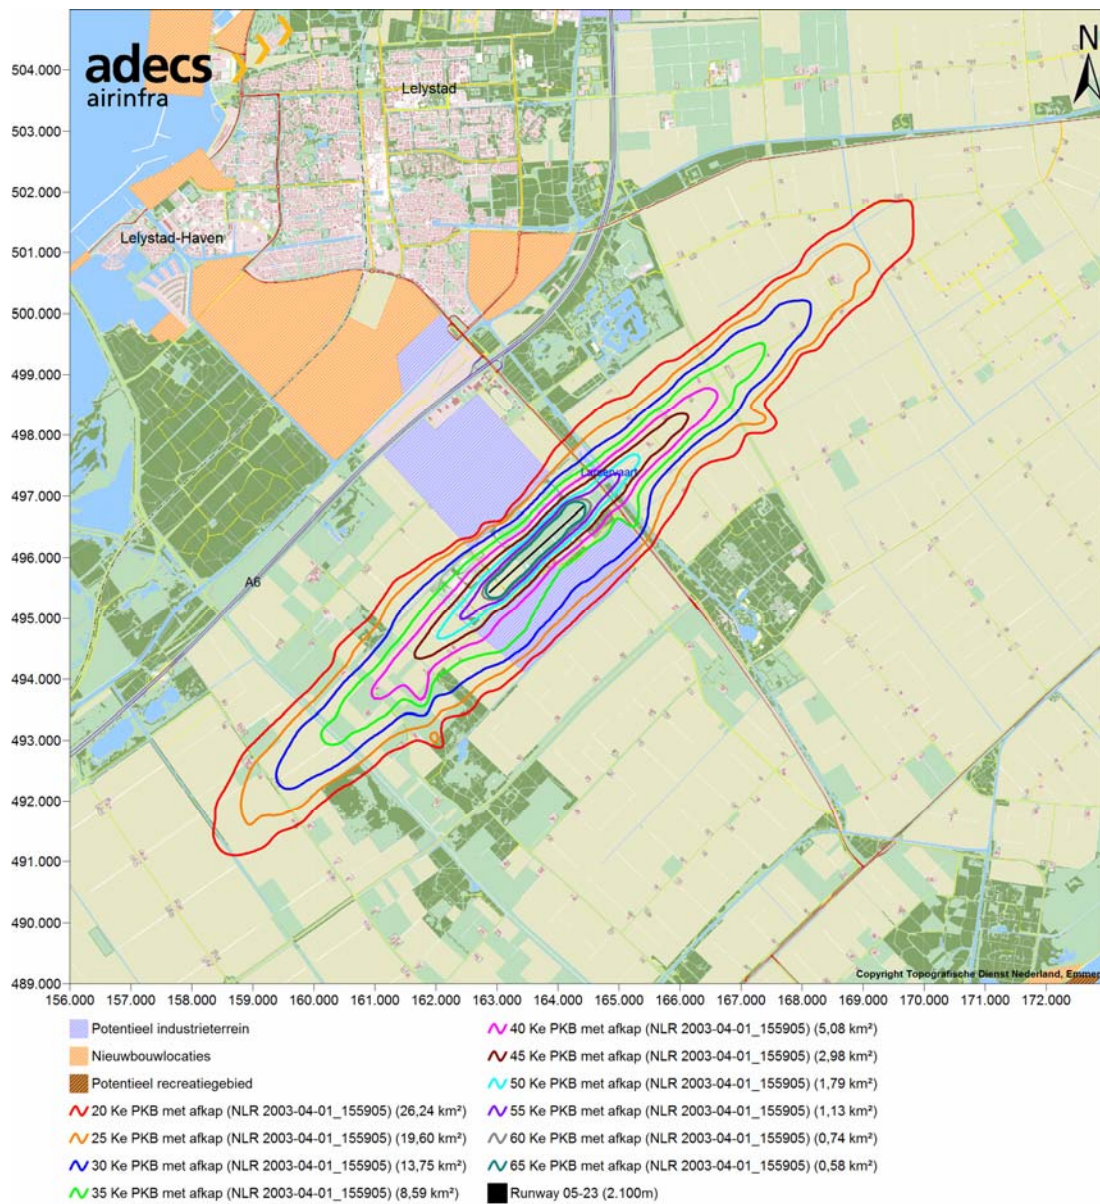 adecs
airinfra
N
Lelystad
Lelystad-Haven
Larservaart
A6
504.000
503.000
502.000
501.000
500.000
499.000
498.000
497.000
496.000
495.000
494.000
493.000
492.000
491.000
490.000
489.000
Copyright Topografische Dienst Nederland, Emmen
156.000 157.000 158.000 159.000 160.000 161.000 162.000 163.000 164.000 165.000 166.000 167.000 168.000 169.000 170.000 171.000 172.000
Potentieel industrieterrein
Nieuwbouwlocaties
Potentieel recreatiegebied
20 Ke PKB met afkap (NLR 2003-04-01_155905) (26,24 km²)
25 Ke PKB met afkap (NLR 2003-04-01_155905) (19,60 km²)
30 Ke PKB met afkap (NLR 2003-04-01_155905) (13,75 km²)
35 Ke PKB met afkap (NLR 2003-04-01_155905) (8,59 km²)
40 Ke PKB met afkap (NLR 2003-04-01_155905) (5,08 km²)
45 Ke PKB met afkap (NLR 2003-04-01_155905) (2,98 km²)
50 Ke PKB met afkap (NLR 2003-04-01_155905) (1,79 km²)
55 Ke PKB met afkap (NLR 2003-04-01_155905) (1,13 km²)
60 Ke PKB met afkap (NLR 2003-04-01_155905) (0,74 km²)
65 Ke PKB met afkap (NLR 2003-04-01_155905) (0,58 km²)
Runway 05-23 (2.100m)